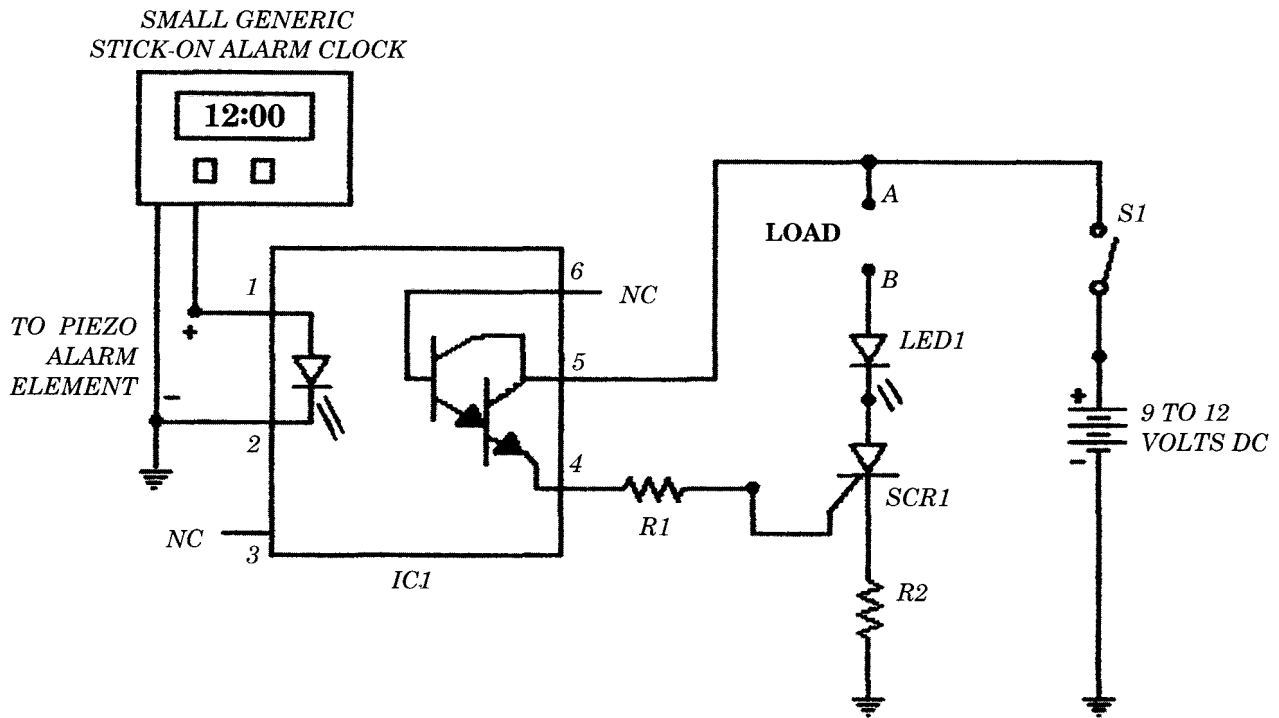 SMALL GENERIC
STICK-ON ALARM CLOCK
12:00
A
LOAD
B
S1
1
6
NC
TO PIEZO
ALARM
ELEMENT
+
−
5
LED1
2
4
R1
SCR1
+
−
9 TO 12
VOLTS DC
NC
3
IC1
R2